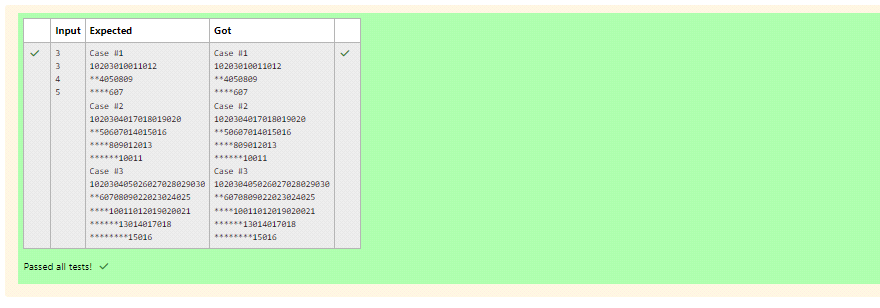 Input Expected Got
3 Case #1 Case #1
3 10203010011012 10203010011012
4 **4050809 **4050809
5 ****607 ****607
Case #2 Case #2
1020304017018019020 1020304017018019020
**50607014015016 **50607014015016
****809012013 ****809012013
******10011 ******10011
Case #3 Case #3
102030405026027028029030 102030405026027028029030
**6070809022023024025 **6070809022023024025
****10011012019020021 ****10011012019020021
******13014017018 ******13014017018
********15016 ********15016
Passed all tests!